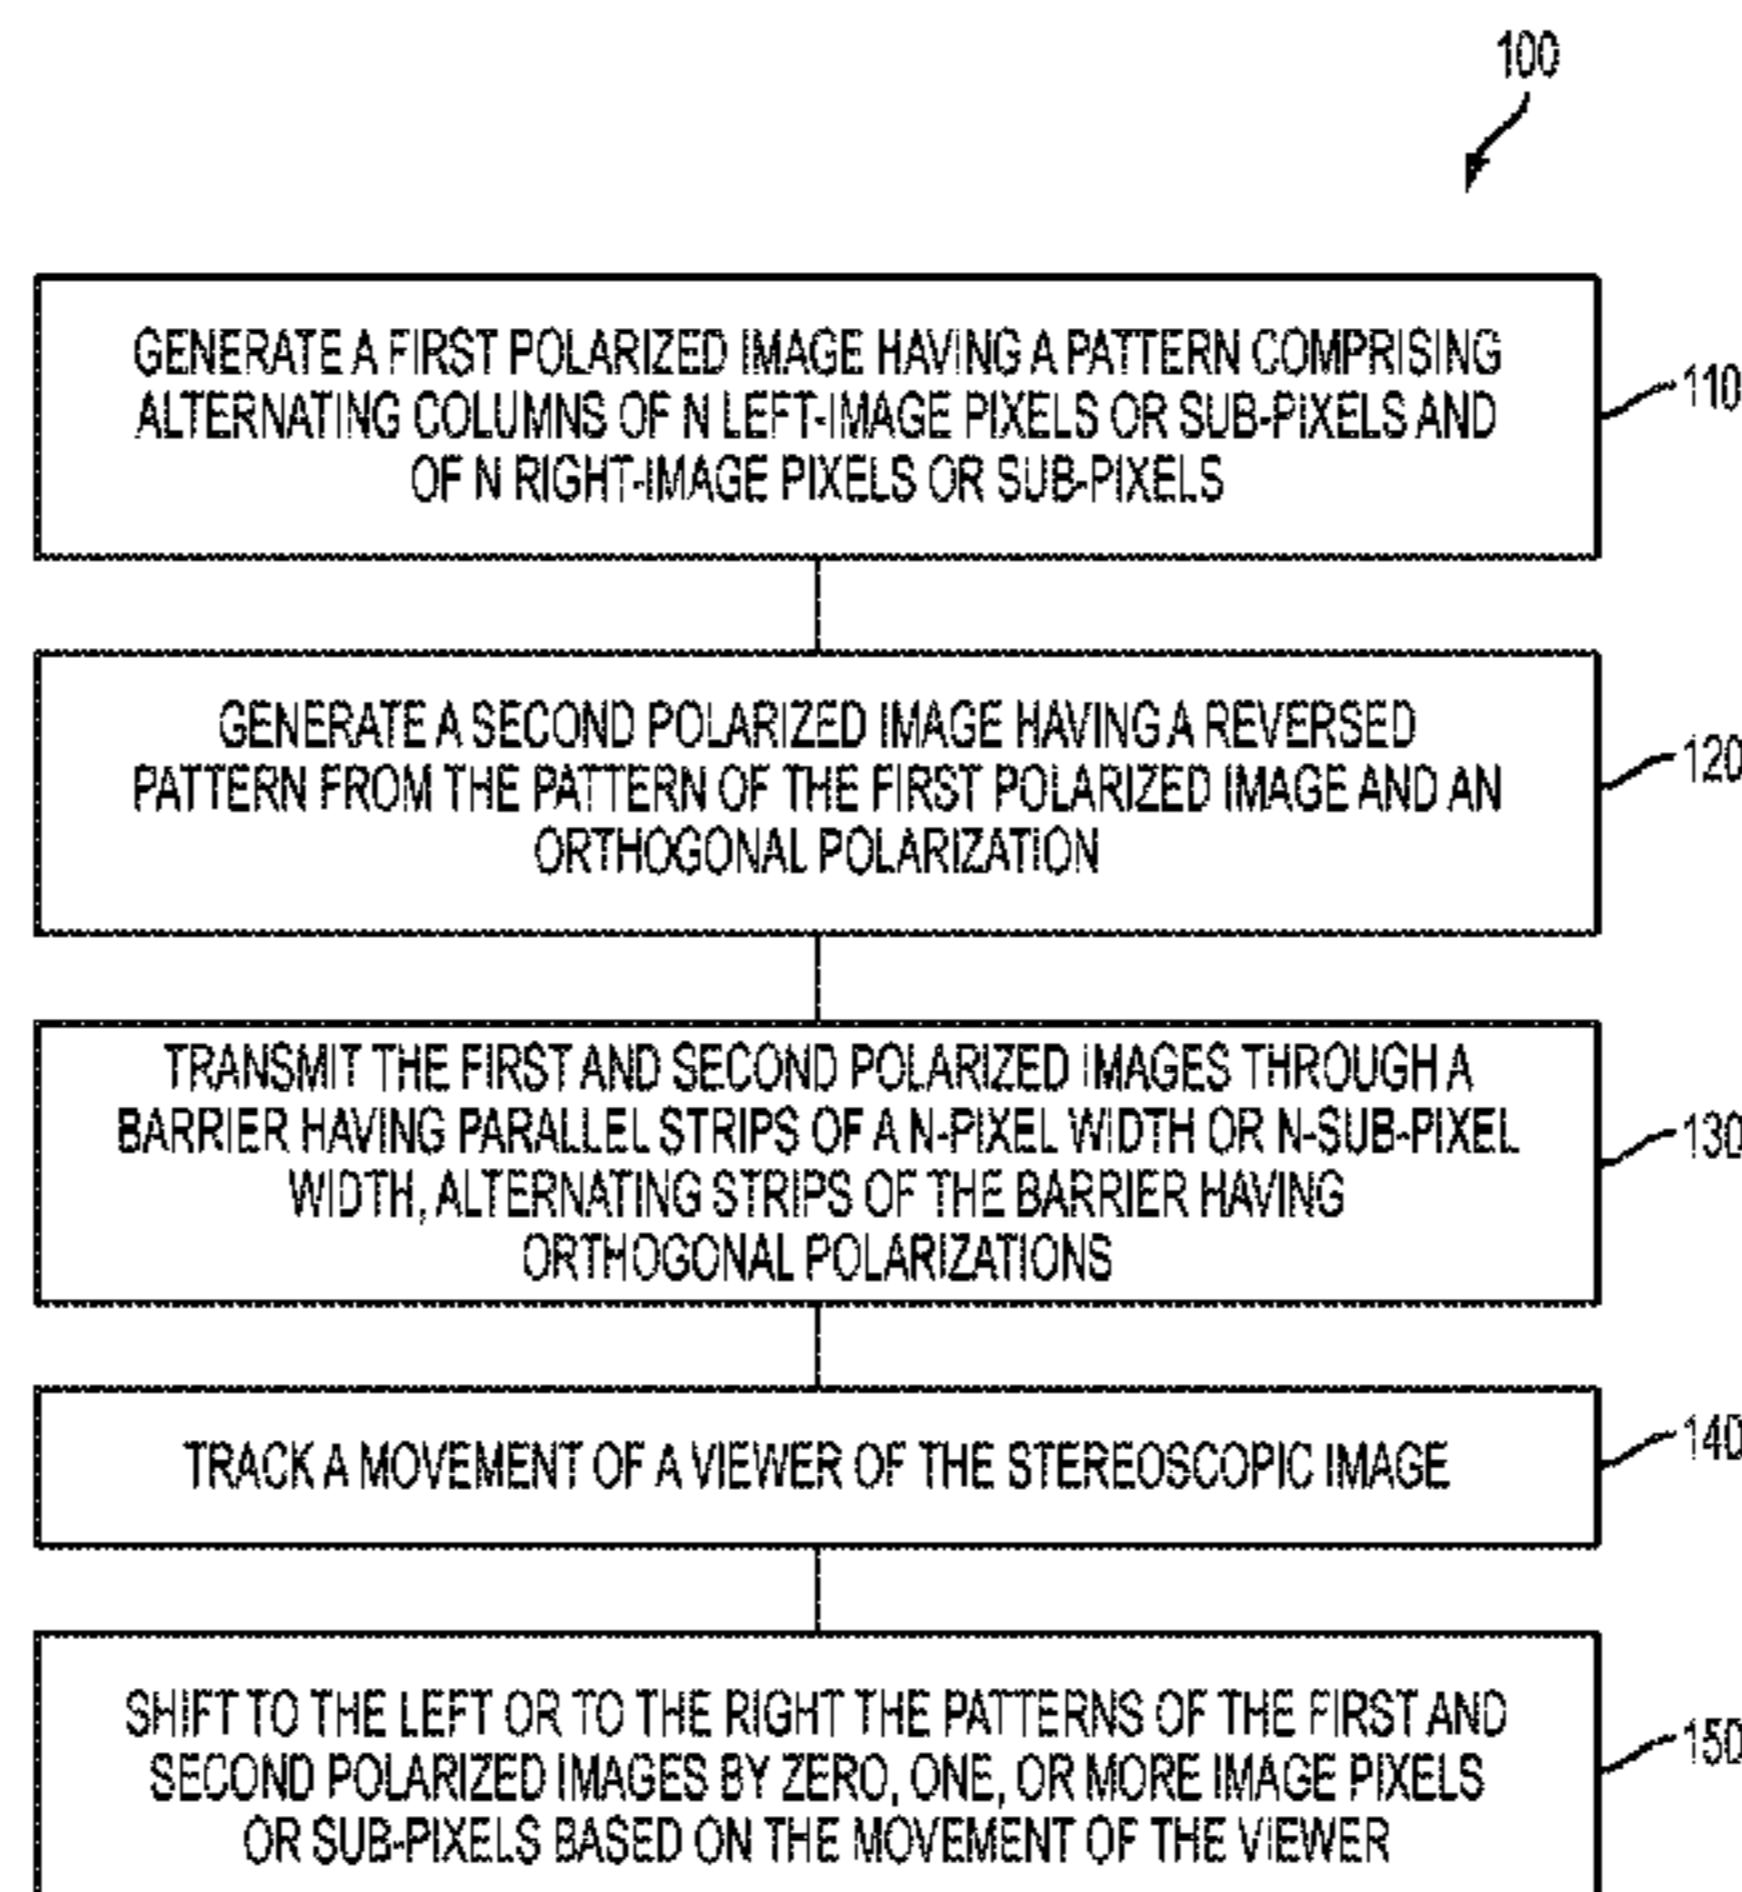 100
GENERATE A FIRST POLARIZED IMAGE HAVING A PATTERN COMPRISING
ALTERNATING COLUMNS OF N LEFT-IMAGE PIXELS OR SUB-PIXELS AND
OF N RIGHT-IMAGE PIXELS OR SUB-PIXELS
110
GENERATE A SECOND POLARIZED IMAGE HAVING A REVERSED
PATTERN FROM THE PATTERN OF THE FIRST POLARIZED IMAGE AND AN
ORTHOGONAL POLARIZATION
120
TRANSMIT THE FIRST AND SECOND POLARIZED IMAGES THROUGH A
BARRIER HAVING PARALLEL STRIPS OF A N-PIXEL WIDTH OR N-SUB-PIXEL
WIDTH, ALTERNATING STRIPS OF THE BARRIER HAVING
ORTHOGONAL POLARIZATIONS
130
TRACK A MOVEMENT OF A VIEWER OF THE STEREOSCOPIC IMAGE
140
SHIFT TO THE LEFT OR TO THE RIGHT THE PATTERNS OF THE FIRST AND
SECOND POLARIZED IMAGES BY ZERO, ONE, OR MORE IMAGE PIXELS
OR SUB-PIXELS BASED ON THE MOVEMENT OF THE VIEWER
150